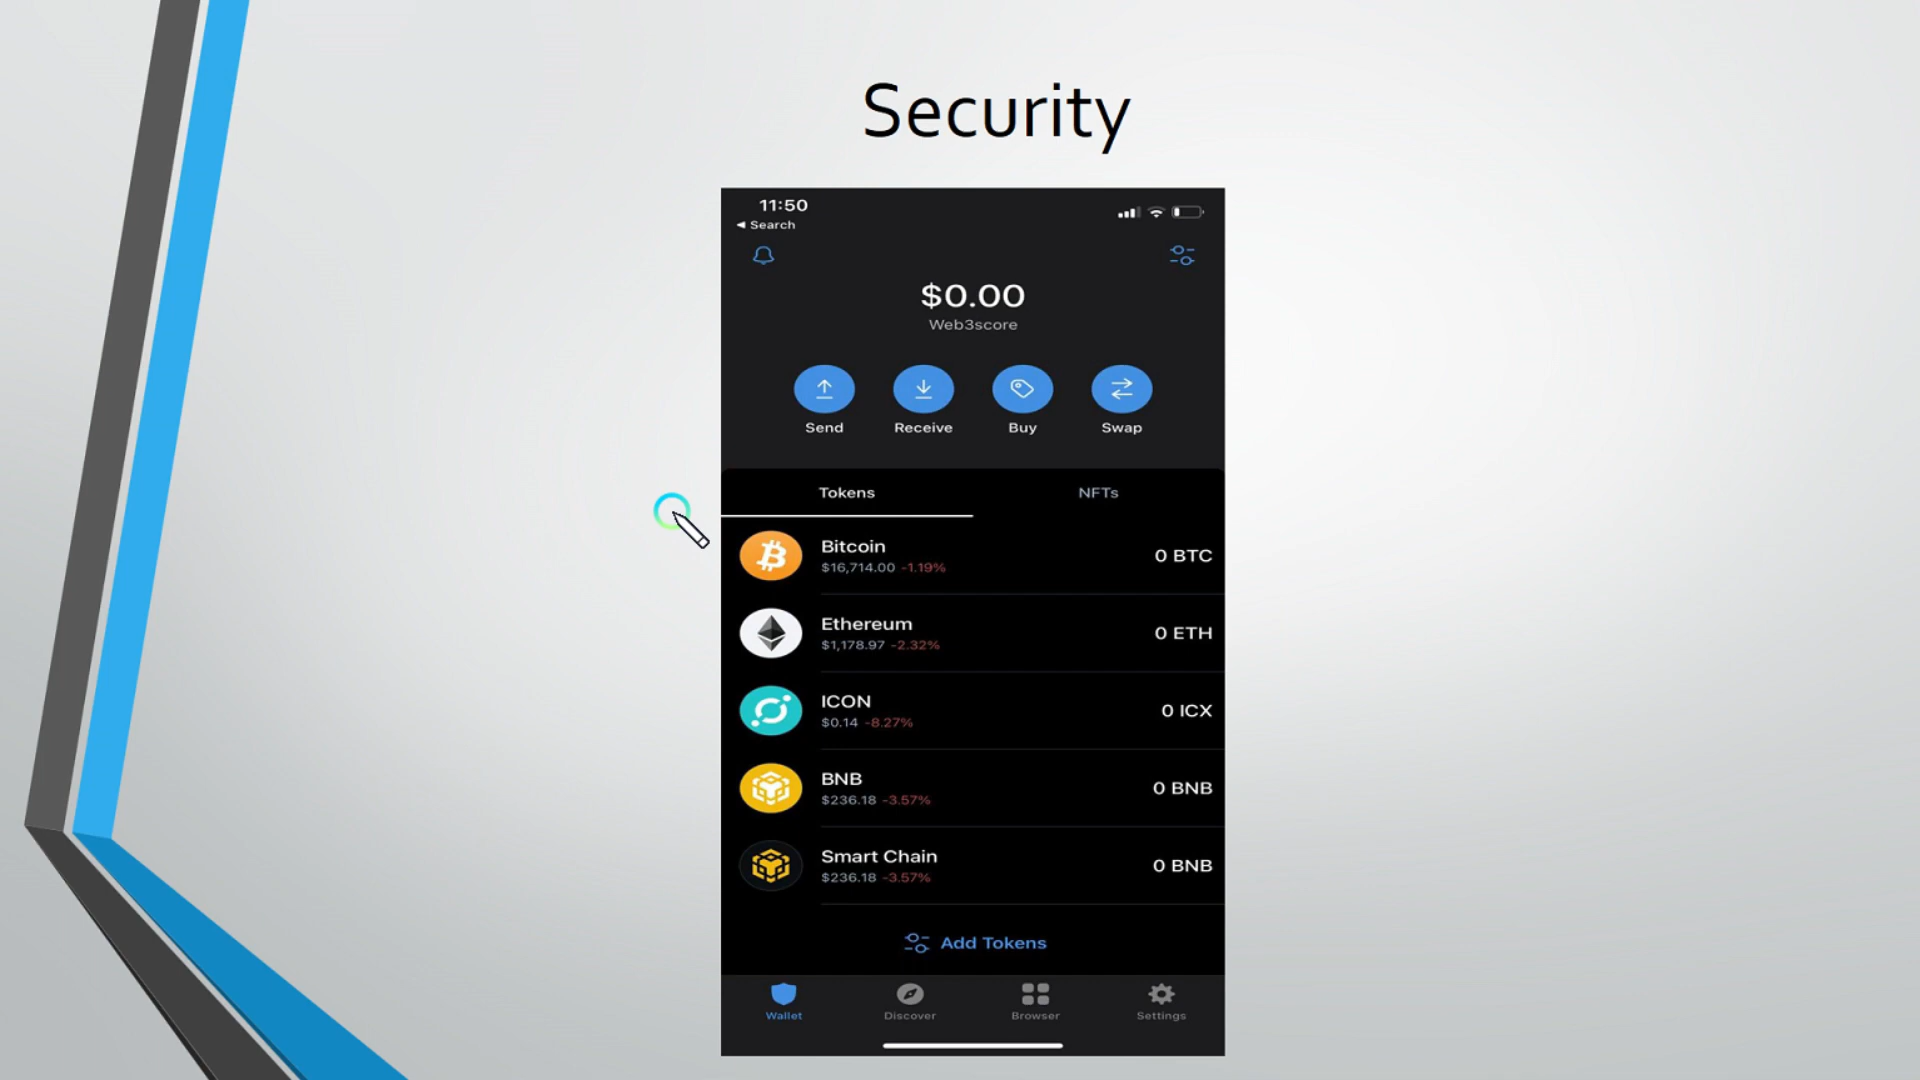 Security
11:50
◄ Search
$0.00
Web3score
Send Receive Buy Swap
Tokens NFTs
Bitcoin
$16,714.00 -1.19%
0 BTC
Ethereum
$1,178.97 -2.32%
0 ETH
ICON
$0.14 -8.27%
0 ICX
BNB
$236.18 -3.57%
0 BNB
Smart Chain
$236.18 -3.57%
0 BNB
Add Tokens
Wallet Discover Browser Settings